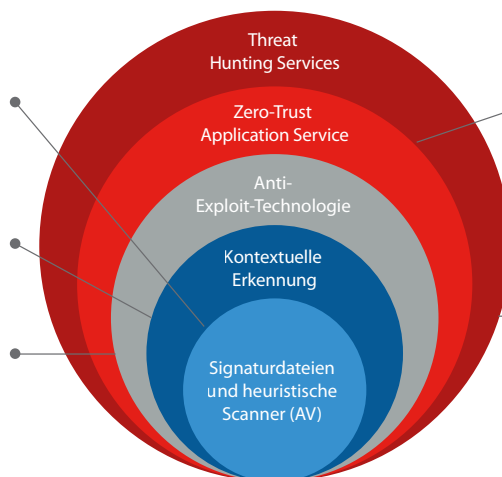 Threat
Hunting Services
Zero-Trust
Application Service
Anti-
Exploit-Technologie
Kontextuelle
Erkennung
Signaturdateien
und heuristische
Scanner (AV)